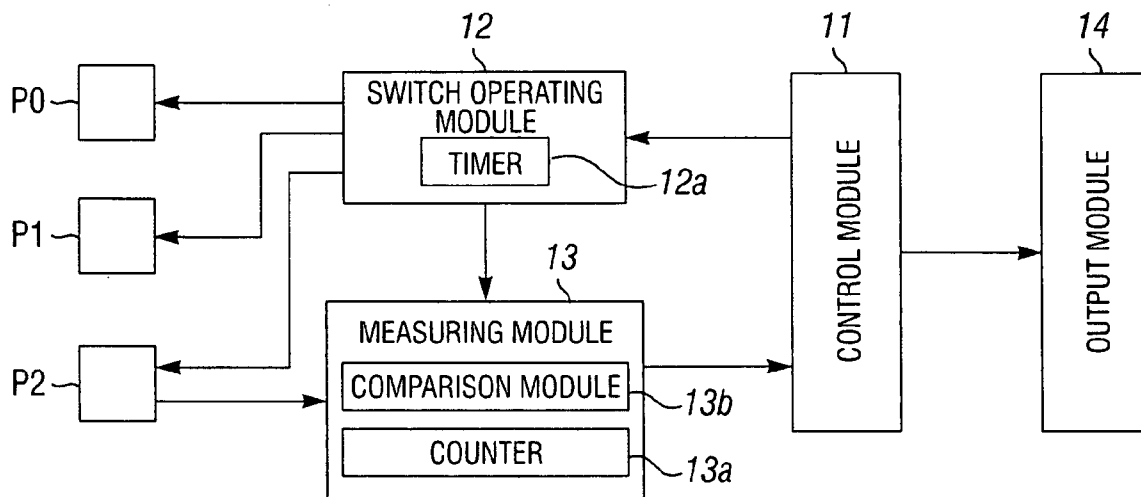 12
11
14
P0
SWITCH OPERATING
MODULE
TIMER
12a
P1
CONTROL MODULE
OUTPUT MODULE
13
MEASURING MODULE
P2
COMPARISON MODULE
13b
COUNTER
13a